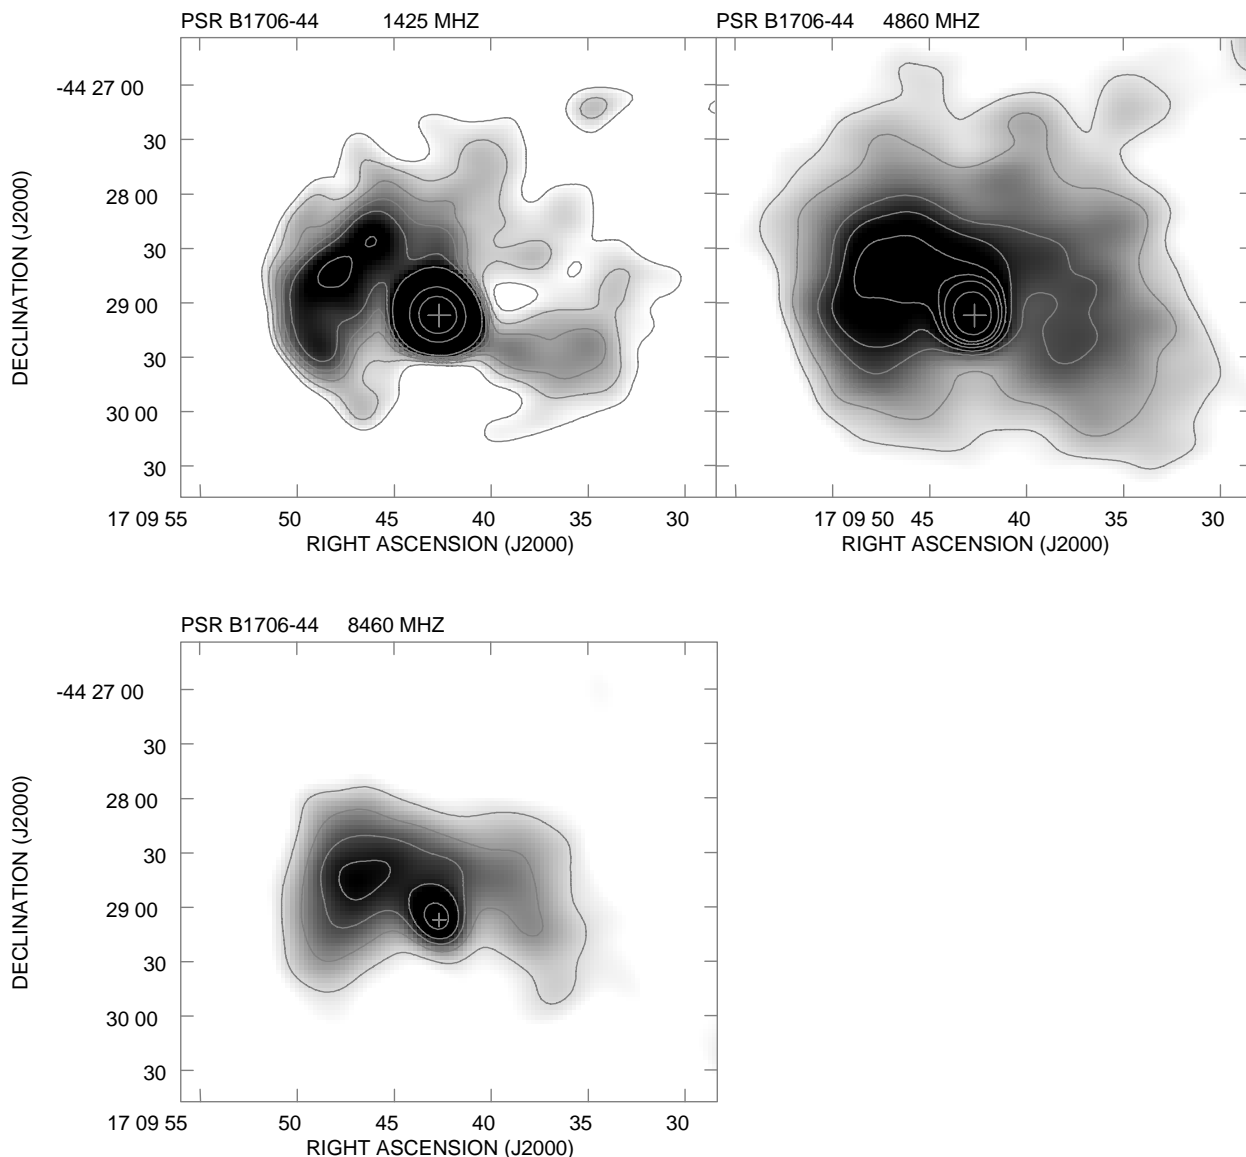 PSR B1706-44 1425 MHZ
PSR B1706-44 4860 MHZ
DECLINATION (J2000)
-44 27 00
30
28 00
30
29 00
30
30 00
30
17 09 55 50 45 40 35 30
RIGHT ASCENSION (J2000)
17 09 50 45 40 35 30
RIGHT ASCENSION (J2000)
PSR B1706-44 8460 MHZ
DECLINATION (J2000)
-44 27 00
30
28 00
30
29 00
30
30 00
30
17 09 55 50 45 40 35 30
RIGHT ASCENSION (J2000)